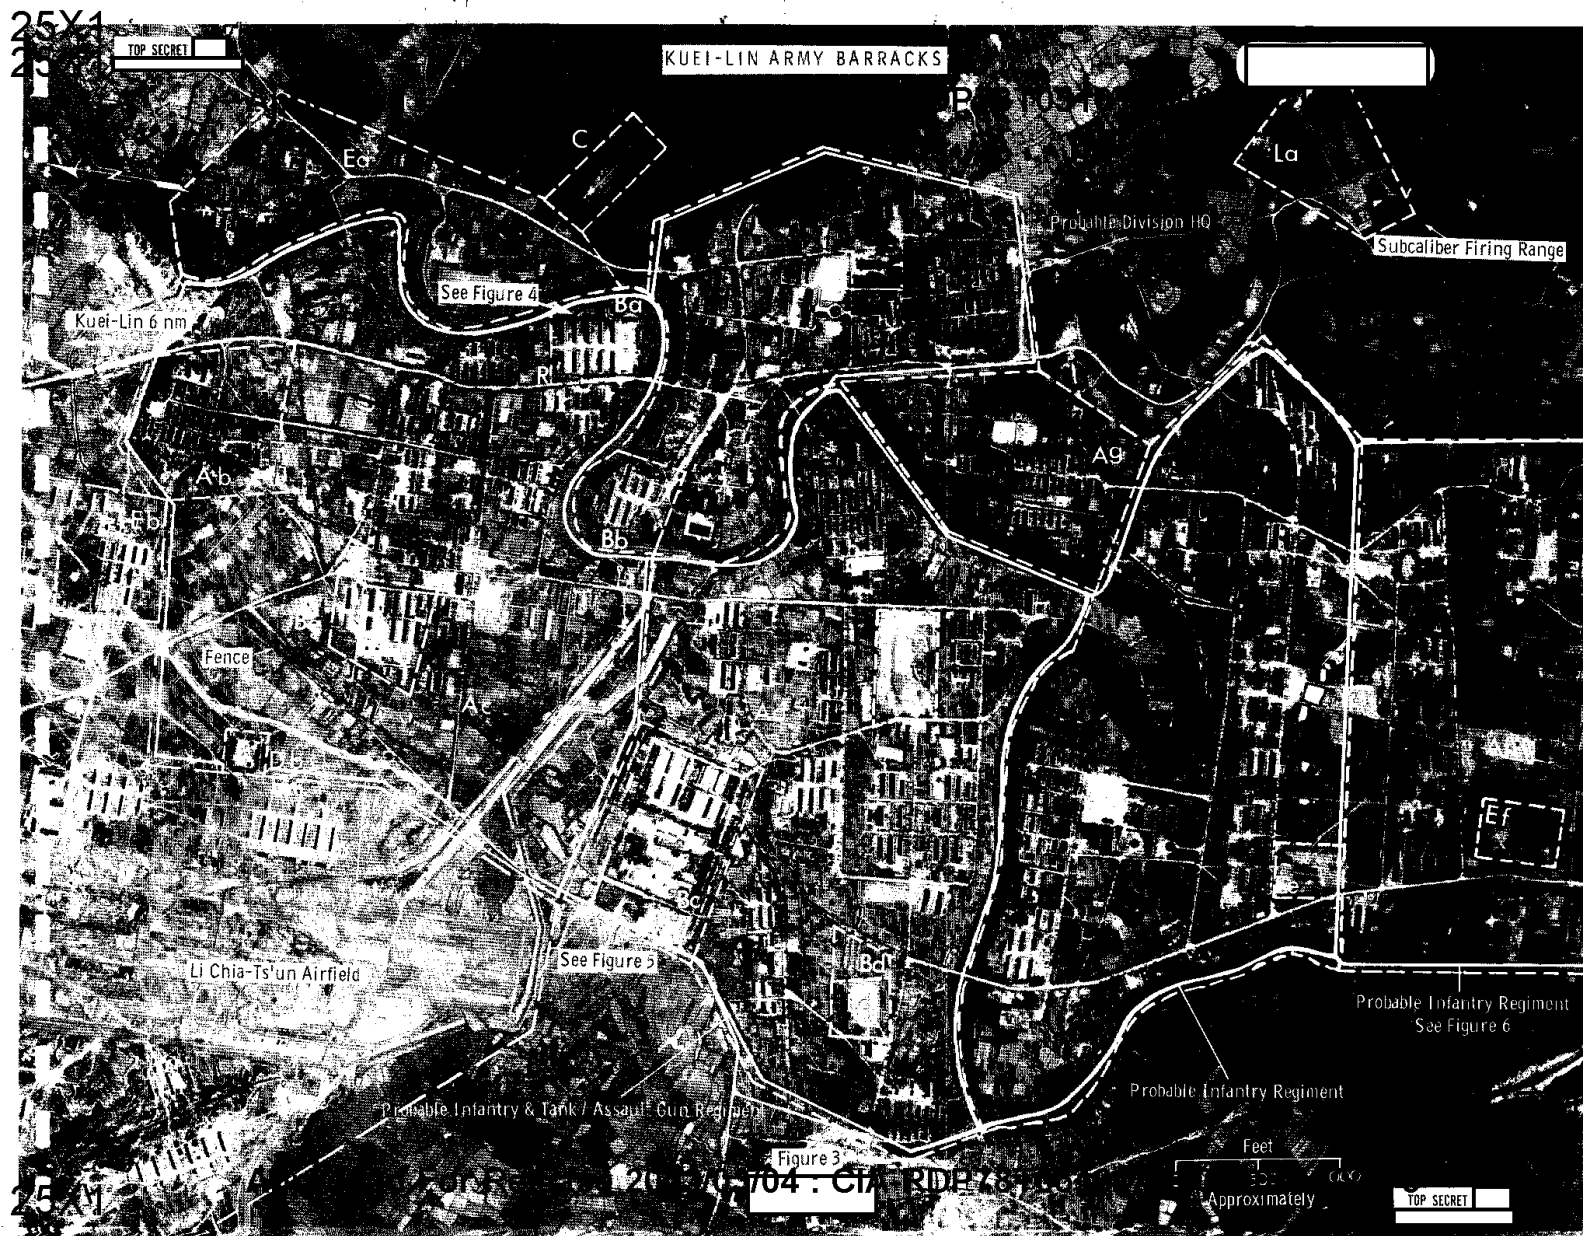 25X1
25X1
TOP SECRET
KUEI-LIN ARMY BARRACKS
C
Ea
La
Probable Division HQ
Subcaliber Firing Range
See Figure 4
Ba
Kuei-Lin 6 nm
Ag
Ab
Eb
Bb
Fence
Ac
Ef
Bc
Bd
See Figure 5
Li Chia-Ts'un Airfield
Probable Infantry Regiment
See Figure 6
Probable Infantry Regiment
Probable Infantry & Tank / Assault Gun Regiment
Feet
Figure 3
Approximately
25X1
TOP SECRET